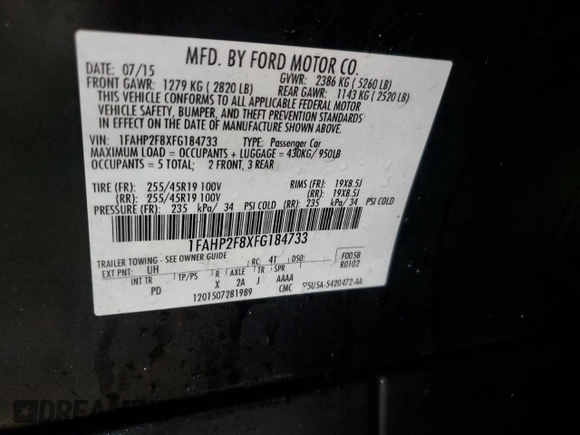 MFD. BY FORD MOTOR CO.
DATE: 07/15 GVWR: 2386 KG ( 5260 LB)
FRONT GAWR: 1279 KG ( 2820 LB) REAR GAWR: 1143 KG ( 2520 LB)
THIS VEHICLE CONFORMS TO ALL APPLICABLE FEDERAL MOTOR
VEHICLE SAFETY, BUMPER, AND THEFT PREVENTION STANDARDS
IN EFFECT ON THE DATE OF MANUFACTURE SHOWN ABOVE.
VIN: 1FAHP2F8XFG184733 TYPE: Passenger Car
MAXIMUM LOAD = OCCUPANTS + LUGGAGE = 430KG/ 950LB
OCCUPANTS = 5 TOTAL; 2 FRONT, 3 REAR
TIRE (FR): 255/45R19 100V RIMS (FR): 19X8.5J
(RR): 255/45R19 100V (RR): 19X8.5J
PRESSURE (FR): 235 kPa/ 34 PSI COLD (RR): 235 kPa/ 34 PSI COLD
1FAHP2F8XFG184733
TRAILER TOWING - SEE OWNER GUIDE
EXT PNT: UH RC: 41 DSO: F0058
R0102
INT TR TP/PS R AXLE TR SPR
PD X 2A J AAAA
1201507281989 CMC 5U5A-5420472-AA
DREAM